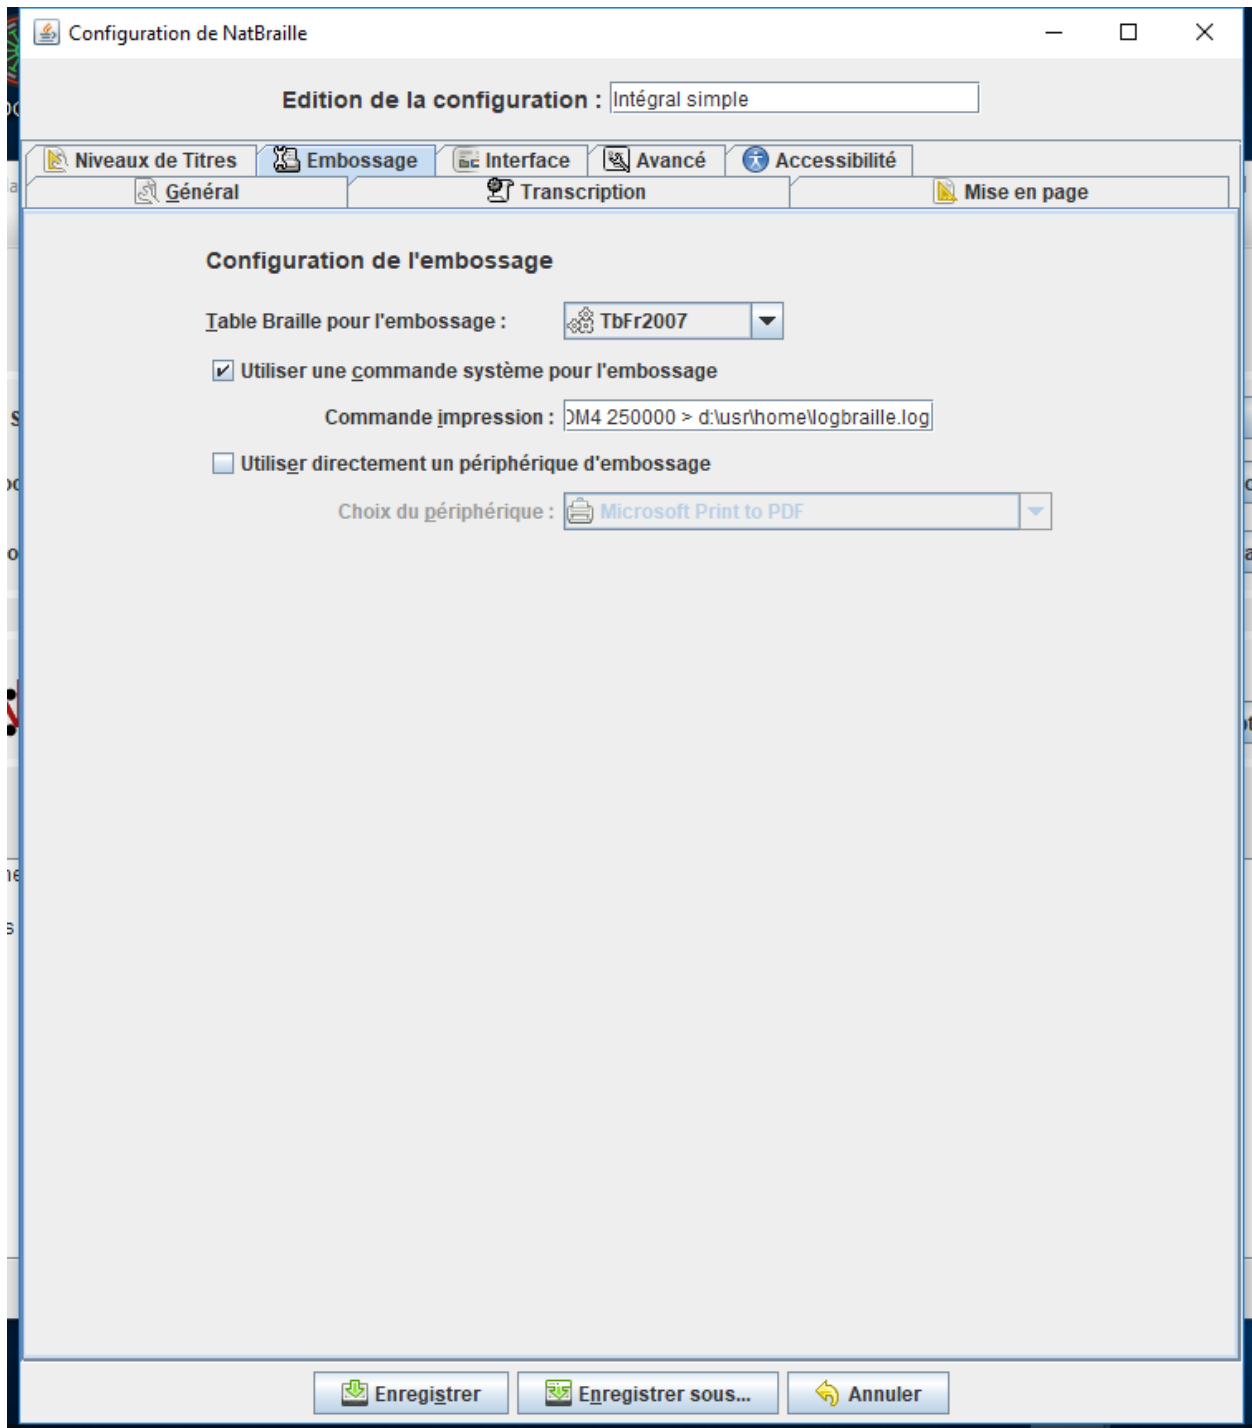 Configuration de NatBraille
Edition de la configuration : Intégral simple
Niveaux de Titres Embossage Interface Avancé Accessibilité
Général Transcription Mise en page
Configuration de l'embossage
Table Braille pour l'embossage : TbFr2007
Utiliser une commande système pour l'embossage
Commande impression : OM4 250000 > d:\usr\home\logbraille.log
Utiliser directement un périphérique d'embossage
Choix du périphérique : Microsoft Print to PDF
Enregistrer Enregistrer sous... Annuler